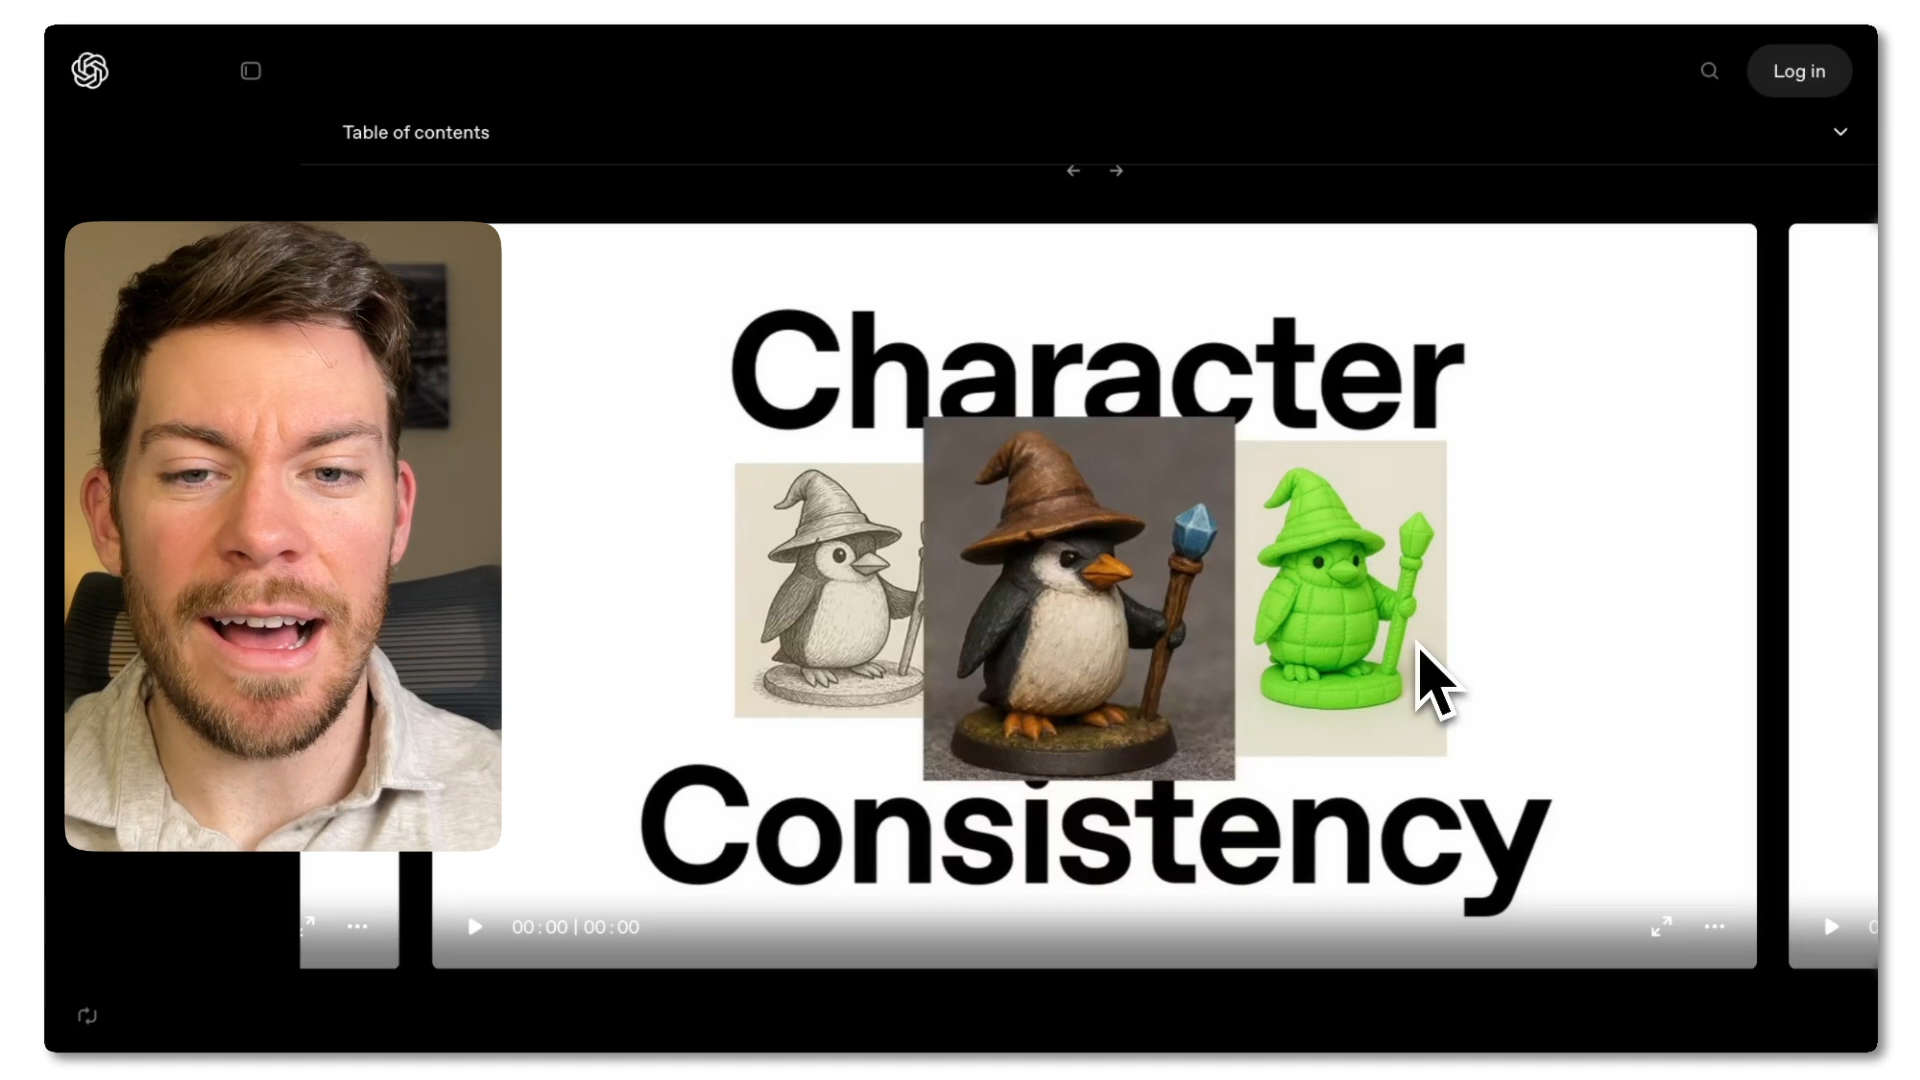 Log in
Table of contents
Character
Consistency
00:00 | 00:00